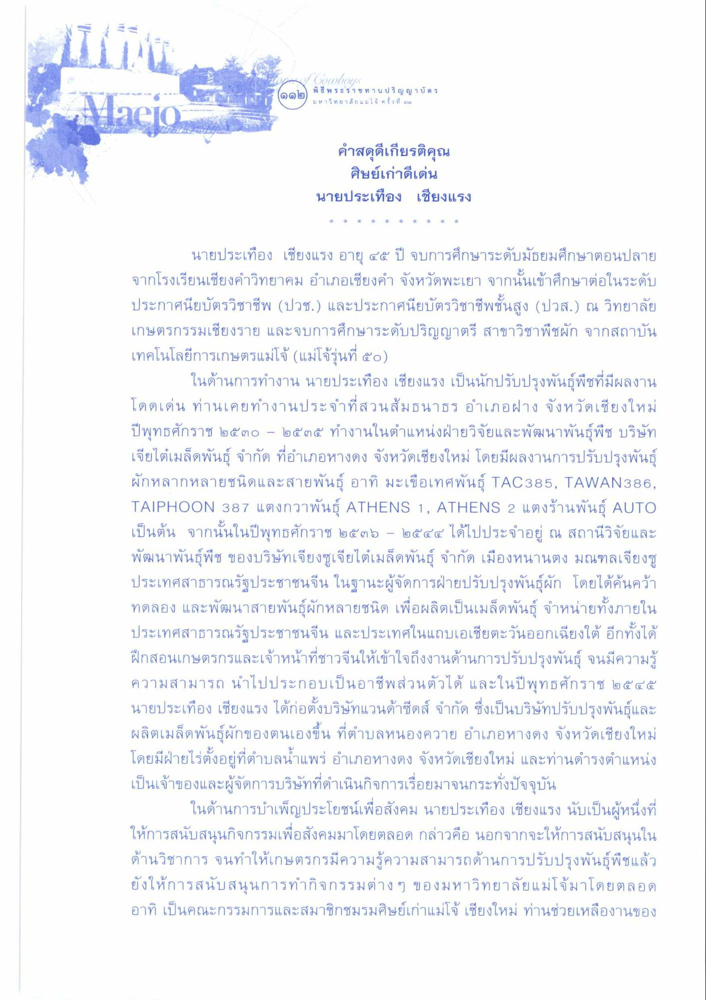 The Home of Cowboys
๑๑๒
พิธีพระราชทานปริญญาบัตร
มหาวิทยาลัยแม่โจ้ ครั้งที่ ๓๑
Maejo
University
คำสดุดีเกียรติคุณ
ศิษย์เก่าดีเด่น
นายประเทือง เชียงแรง
* * * * * * * * * *
นายประเทือง เชียงแรง อายุ ๔๕ ปี จบการศึกษาระดับมัธยมศึกษาตอนปลาย
จากโรงเรียนเชียงคำวิทยาคม อำเภอเชียงคำ จังหวัดพะเยา จากนั้นเข้าศึกษาต่อในระดับ
ประกาศนียบัตรวิชาชีพ (ปวช.) และประกาศนียบัตรวิชาชีพชั้นสูง (ปวส.) ณ วิทยาลัย
เกษตรกรรมเชียงราย และจบการศึกษาระดับปริญญาตรี สาขาวิชาพืชผัก จากสถาบัน
เทคโนโลยีการเกษตรแม่โจ้ (แม่โจ้รุ่นที่ ๕๐)
ในด้านการทำงาน นายประเทือง เชียงแรง เป็นนักปรับปรุงพันธุ์พืชที่มีผลงาน
โดดเด่น ท่านเคยทำงานประจำที่สวนส้มธนาธร อำเภอฝาง จังหวัดเชียงใหม่
ปีพุทธศักราช ๒๕๓๐ – ๒๕๓๕ ทำงานในตำแหน่งฝ่ายวิจัยและพัฒนาพันธุ์พืช บริษัท
เจียไต๋เมล็ดพันธุ์ จำกัด ที่อำเภอหางดง จังหวัดเชียงใหม่ โดยมีผลงานการปรับปรุงพันธุ์
ผักหลากหลายชนิดและสายพันธุ์ อาทิ มะเขือเทศพันธุ์ TAC385, TAWAN386,
TAIPHOON 387 แตงกวาพันธุ์ ATHENS 1, ATHENS 2 แตงร้านพันธุ์ AUTO
เป็นต้น จากนั้นในปีพุทธศักราช ๒๕๓๖ – ๒๕๔๔ ได้ไปประจำอยู่ ณ สถานีวิจัยและ
พัฒนาพันธุ์พืช ของบริษัทเจียงซูเจียไต๋เมล็ดพันธุ์ จำกัด เมืองหนานตง มณฑลเจียงซู
ประเทศสาธารณรัฐประชาชนจีน ในฐานะผู้จัดการฝ่ายปรับปรุงพันธุ์ผัก โดยได้ค้นคว้า
ทดลอง และพัฒนาสายพันธุ์ผักหลายชนิด เพื่อผลิตเป็นเมล็ดพันธุ์ จำหน่ายทั้งภายใน
ประเทศสาธารณรัฐประชาชนจีน และประเทศในแถบเอเชียตะวันออกเฉียงใต้ อีกทั้งได้
ฝึกสอนเกษตรกรและเจ้าหน้าที่ชาวจีนให้เข้าใจถึงงานด้านการปรับปรุงพันธุ์ จนมีความรู้
ความสามารถ นำไปประกอบเป็นอาชีพส่วนตัวได้ และในปีพุทธศักราช ๒๕๔๕
นายประเทือง เชียงแรง ได้ก่อตั้งบริษัทแวนด้าซีดส์ จำกัด ซึ่งเป็นบริษัทปรับปรุงพันธุ์และ
ผลิตเมล็ดพันธุ์ผักของตนเองขึ้น ที่ตำบลหนองควาย อำเภอหางดง จังหวัดเชียงใหม่
โดยมีฝ่ายไร่ตั้งอยู่ที่ตำบลน้ำแพร่ อำเภอหางดง จังหวัดเชียงใหม่ และท่านดำรงตำแหน่ง
เป็นเจ้าของและผู้จัดการบริษัทที่ดำเนินกิจการเรื่อยมาจนกระทั่งปัจจุบัน
ในด้านการบำเพ็ญประโยชน์เพื่อสังคม นายประเทือง เชียงแรง นับเป็นผู้หนึ่งที่
ให้การสนับสนุนกิจกรรมเพื่อสังคมมาโดยตลอด กล่าวคือ นอกจากจะให้การสนับสนุนใน
ด้านวิชาการ จนทำให้เกษตรกรมีความรู้ความสามารถด้านการปรับปรุงพันธุ์พืชแล้ว
ยังให้การสนับสนุนการทำกิจกรรมต่างๆ ของมหาวิทยาลัยแม่โจ้มาโดยตลอด
อาทิ เป็นคณะกรรมการและสมาชิกชมรมศิษย์เก่าแม่โจ้ เชียงใหม่ ท่านช่วยเหลืองานของ